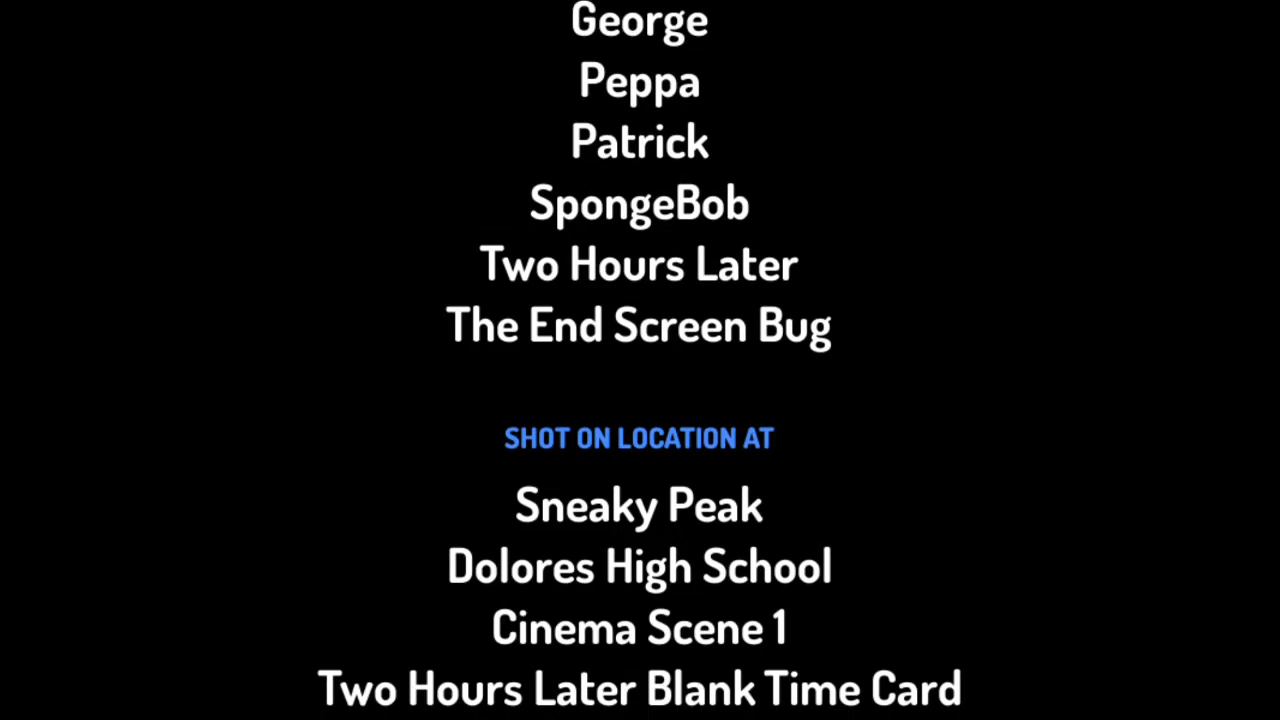 George
Peppa
Patrick
SpongeBob
Two Hours Later
The End Screen Bug
SHOT ON LOCATION AT
Sneaky Peak
Dolores High School
Cinema Scene 1
Two Hours Later Blank Time Card